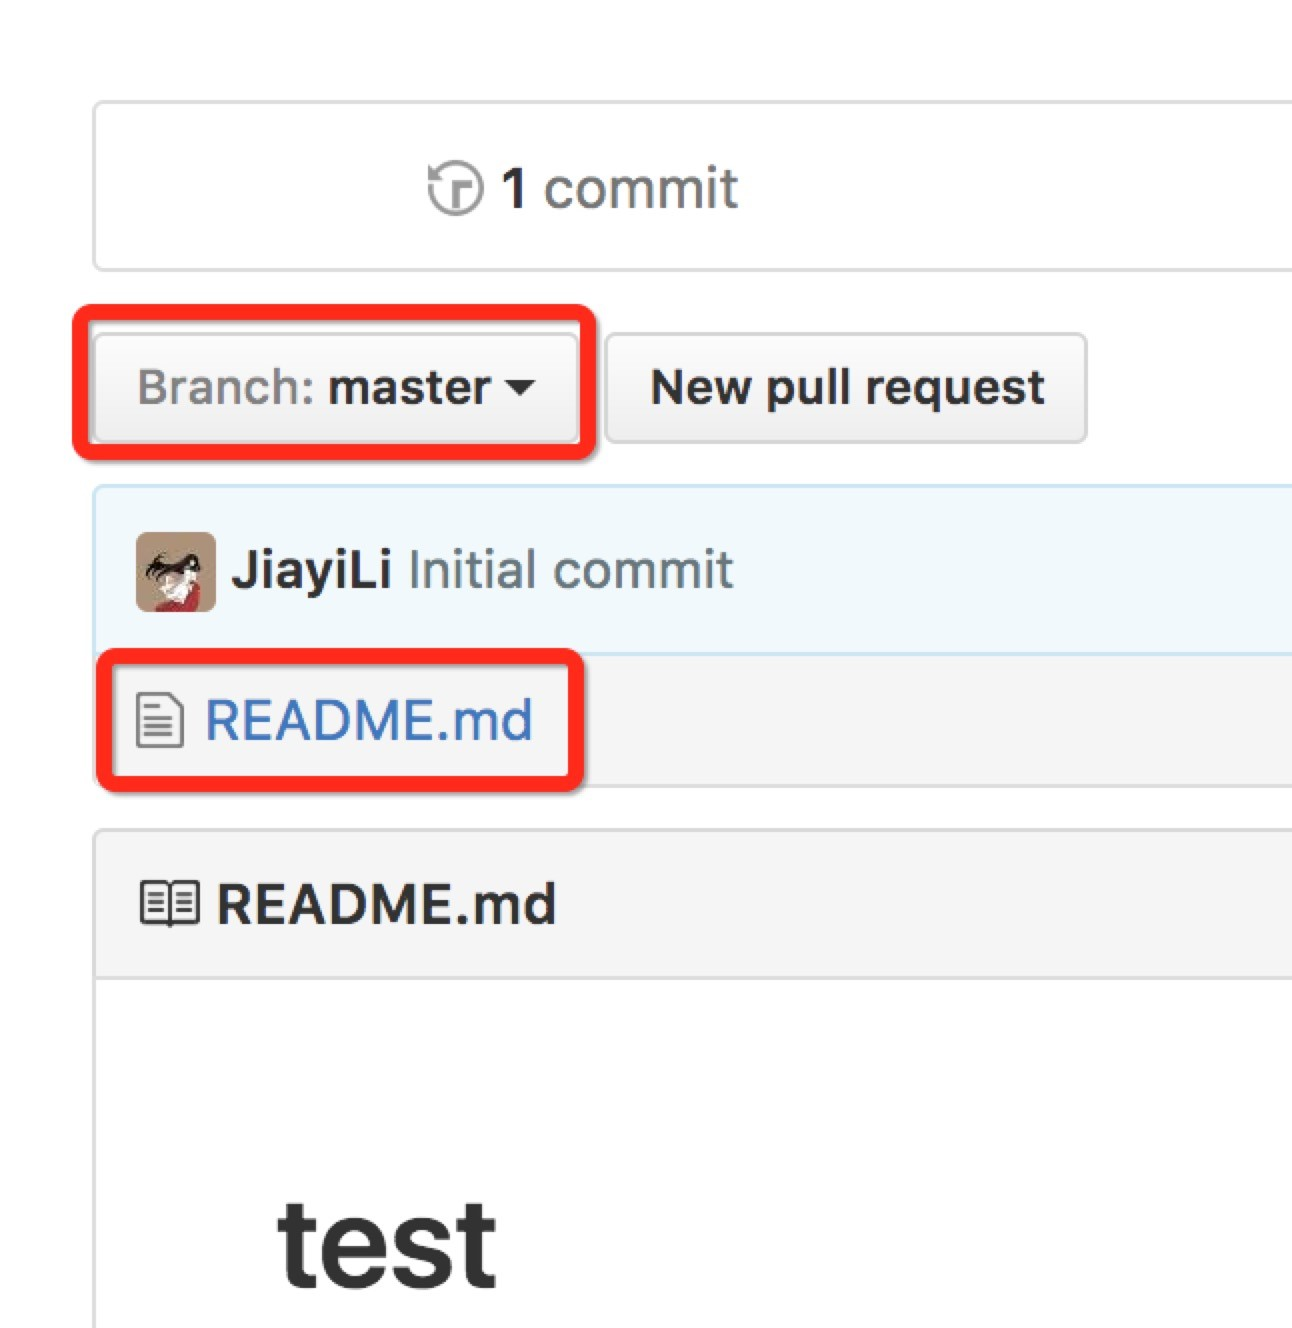 1 commit
Branch: master New pull request
JiayiLi Initial commit
README.md
README.md
test